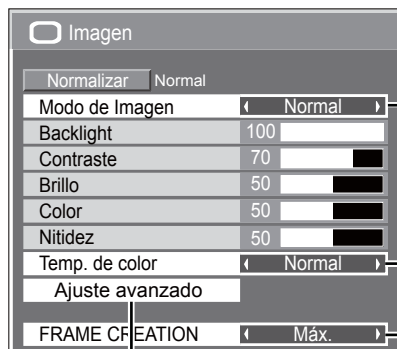 Imagen
Normalizar Normal
Modo de Imagen Normal
Backlight 100
Contraste 70
Brillo 50
Color 50
Nitidez 50
Temp. de color Normal
Ajuste avanzado
FRAME CREATION Máx.